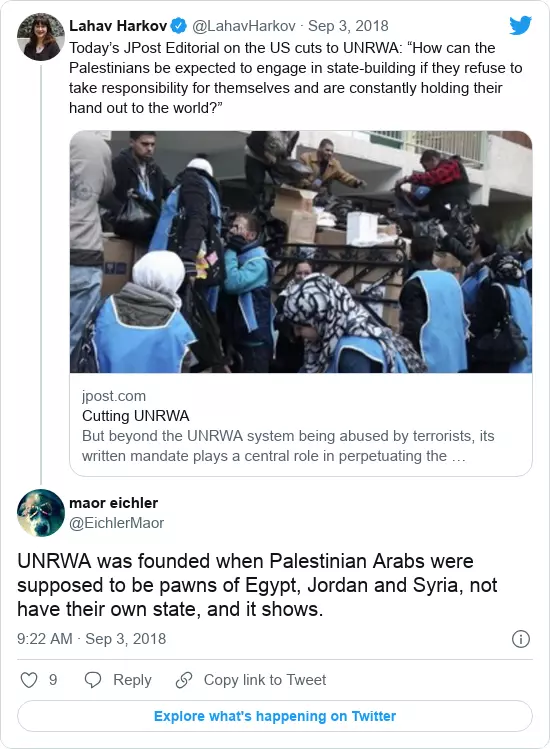 Lahav Harkov @LahavHarkov · Sep 3, 2018
Today’s JPost Editorial on the US cuts to UNRWA: “How can the
Palestinians be expected to engage in state-building if they refuse to
take responsibility for themselves and are constantly holding their
hand out to the world?”
jpost.com
Cutting UNRWA
But beyond the UNRWA system being abused by terrorists, its
written mandate plays a central role in perpetuating the …
maor eichler
@EichlerMaor
UNRWA was founded when Palestinian Arabs were
supposed to be pawns of Egypt, Jordan and Syria, not
have their own state, and it shows.
9:22 AM · Sep 3, 2018
9 Reply Copy link to Tweet
Explore what's happening on Twitter